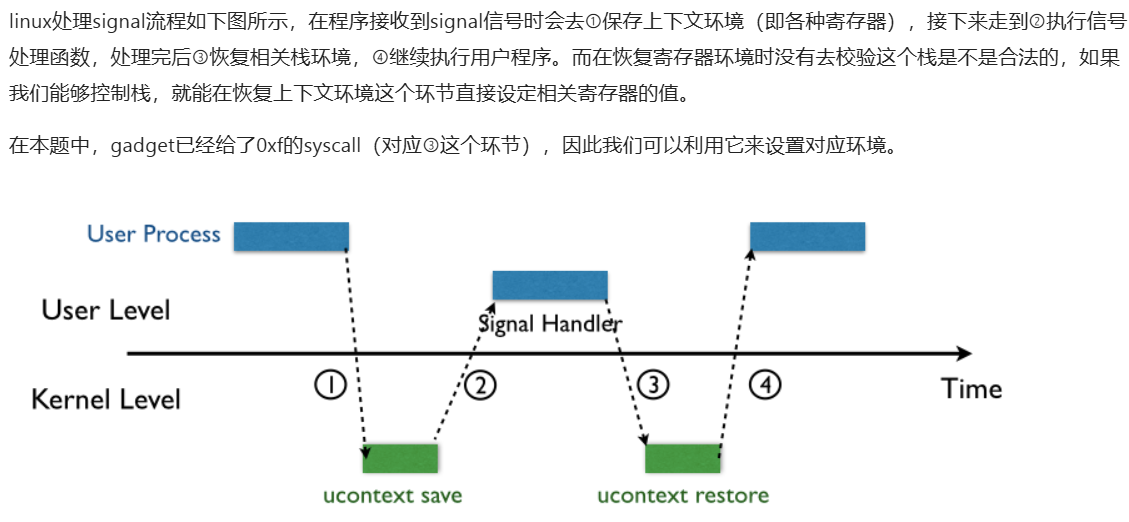 linux处理signal流程如下图所示，在程序接收到signal信号时会去①保存上下文环境（即各种寄存器），接下来走到②执行信号
处理函数，处理完后③恢复相关栈环境，④继续执行用户程序。而在恢复寄存器环境时没有去校验这个栈是不是合法的，如果
我们能够控制栈，就能在恢复上下文环境这个环节直接设定相关寄存器的值。
在本题中，gadget已经给了0xf的syscall（对应③这个环节），因此我们可以利用它来设置对应环境。
User Process
User Level
Signal Handler
① ② ③ ④
Kernel Level
Time
ucontext save
ucontext restore